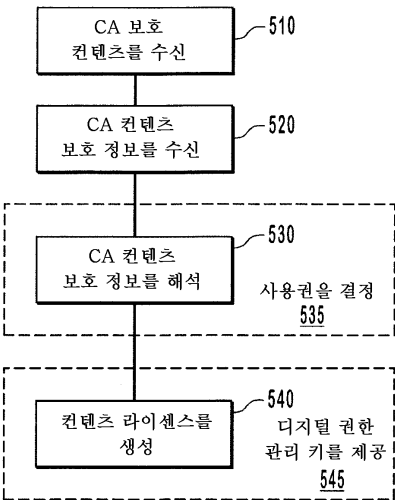 CA 보호
컨텐츠를 수신
510
CA 컨텐츠
보호 정보를 수신
520
CA 컨텐츠
보호 정보를 해석
530
사용권을 결정
535
컨텐츠 라이센스를
생성
540
디지털 권한
관리 키를 제공
545